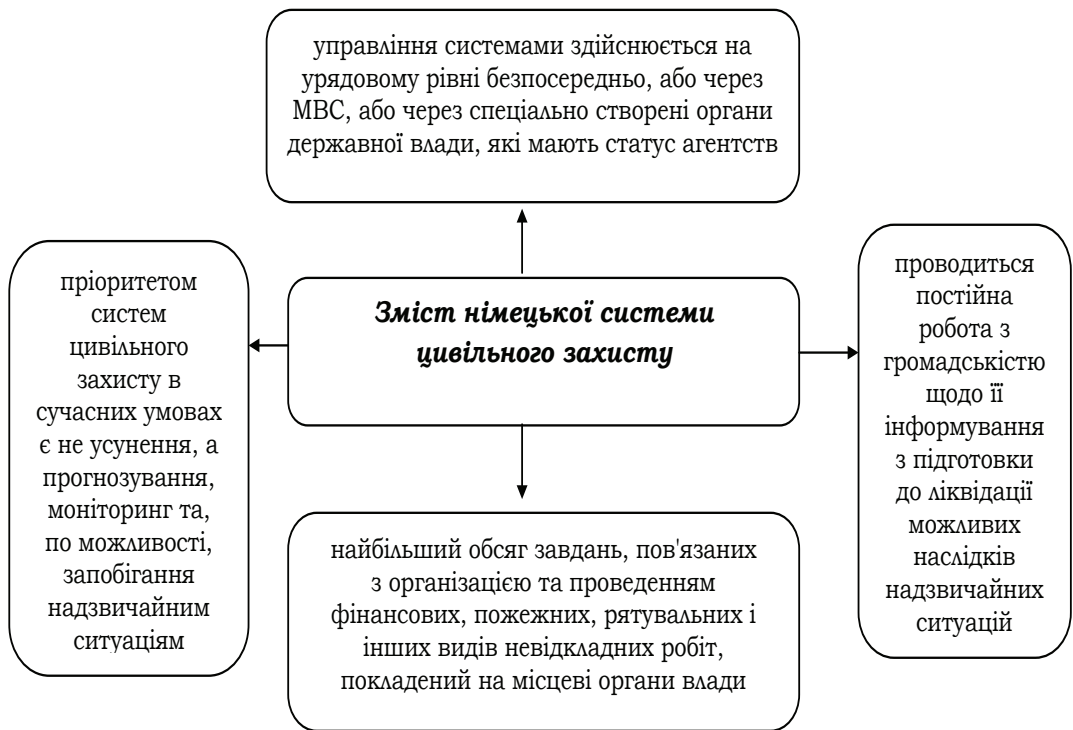 управління системами здійснюється на
урядовому рівні безпосередньо, або через
МВС, або через спеціально створені органи
державної влади, які мають статус агентств
пріоритетом
систем
цивільного
захисту в
сучасних умовах
є не усунення, а
прогнозування,
моніторинг та,
по можливості,
запобігання
надзвичайним
ситуаціям
Зміст німецької системи
цивільного захисту
проводиться
постійна
робота з
громадськістю
щодо її
інформування
з підготовки
до ліквідації
можливих
наслідків
надзвичайних
ситуацій
найбільший обсяг завдань, пов'язаних
з організацією та проведенням
фінансових, пожежних, рятувальних і
інших видів невідкладних робіт,
покладений на місцеві органи влади